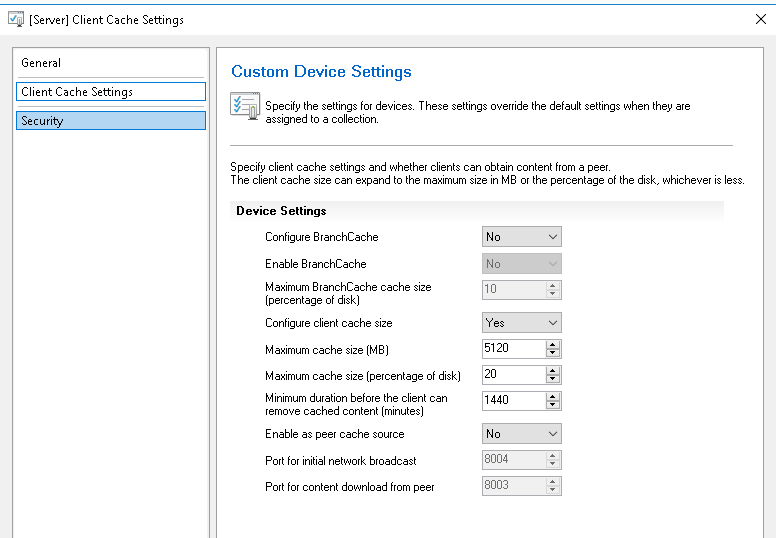 [Server] Client Cache Settings
General
Client Cache Settings
Security
Custom Device Settings
Specify the settings for devices. These settings override the default settings when they are
assigned to a collection.
Specify client cache settings and whether clients can obtain content from a peer.
The client cache size can expand to the maximum size in MB or the percentage of the disk, whichever is less.
Device Settings
Configure BranchCache No
Enable BranchCache No
Maximum BranchCache cache size
(percentage of disk) 10
Configure client cache size Yes
Maximum cache size (MB) 5120
Maximum cache size (percentage of disk) 20
Minimum duration before the client can
remove cached content (minutes) 1440
Enable as peer cache source No
Port for initial network broadcast 8004
Port for content download from peer 8003